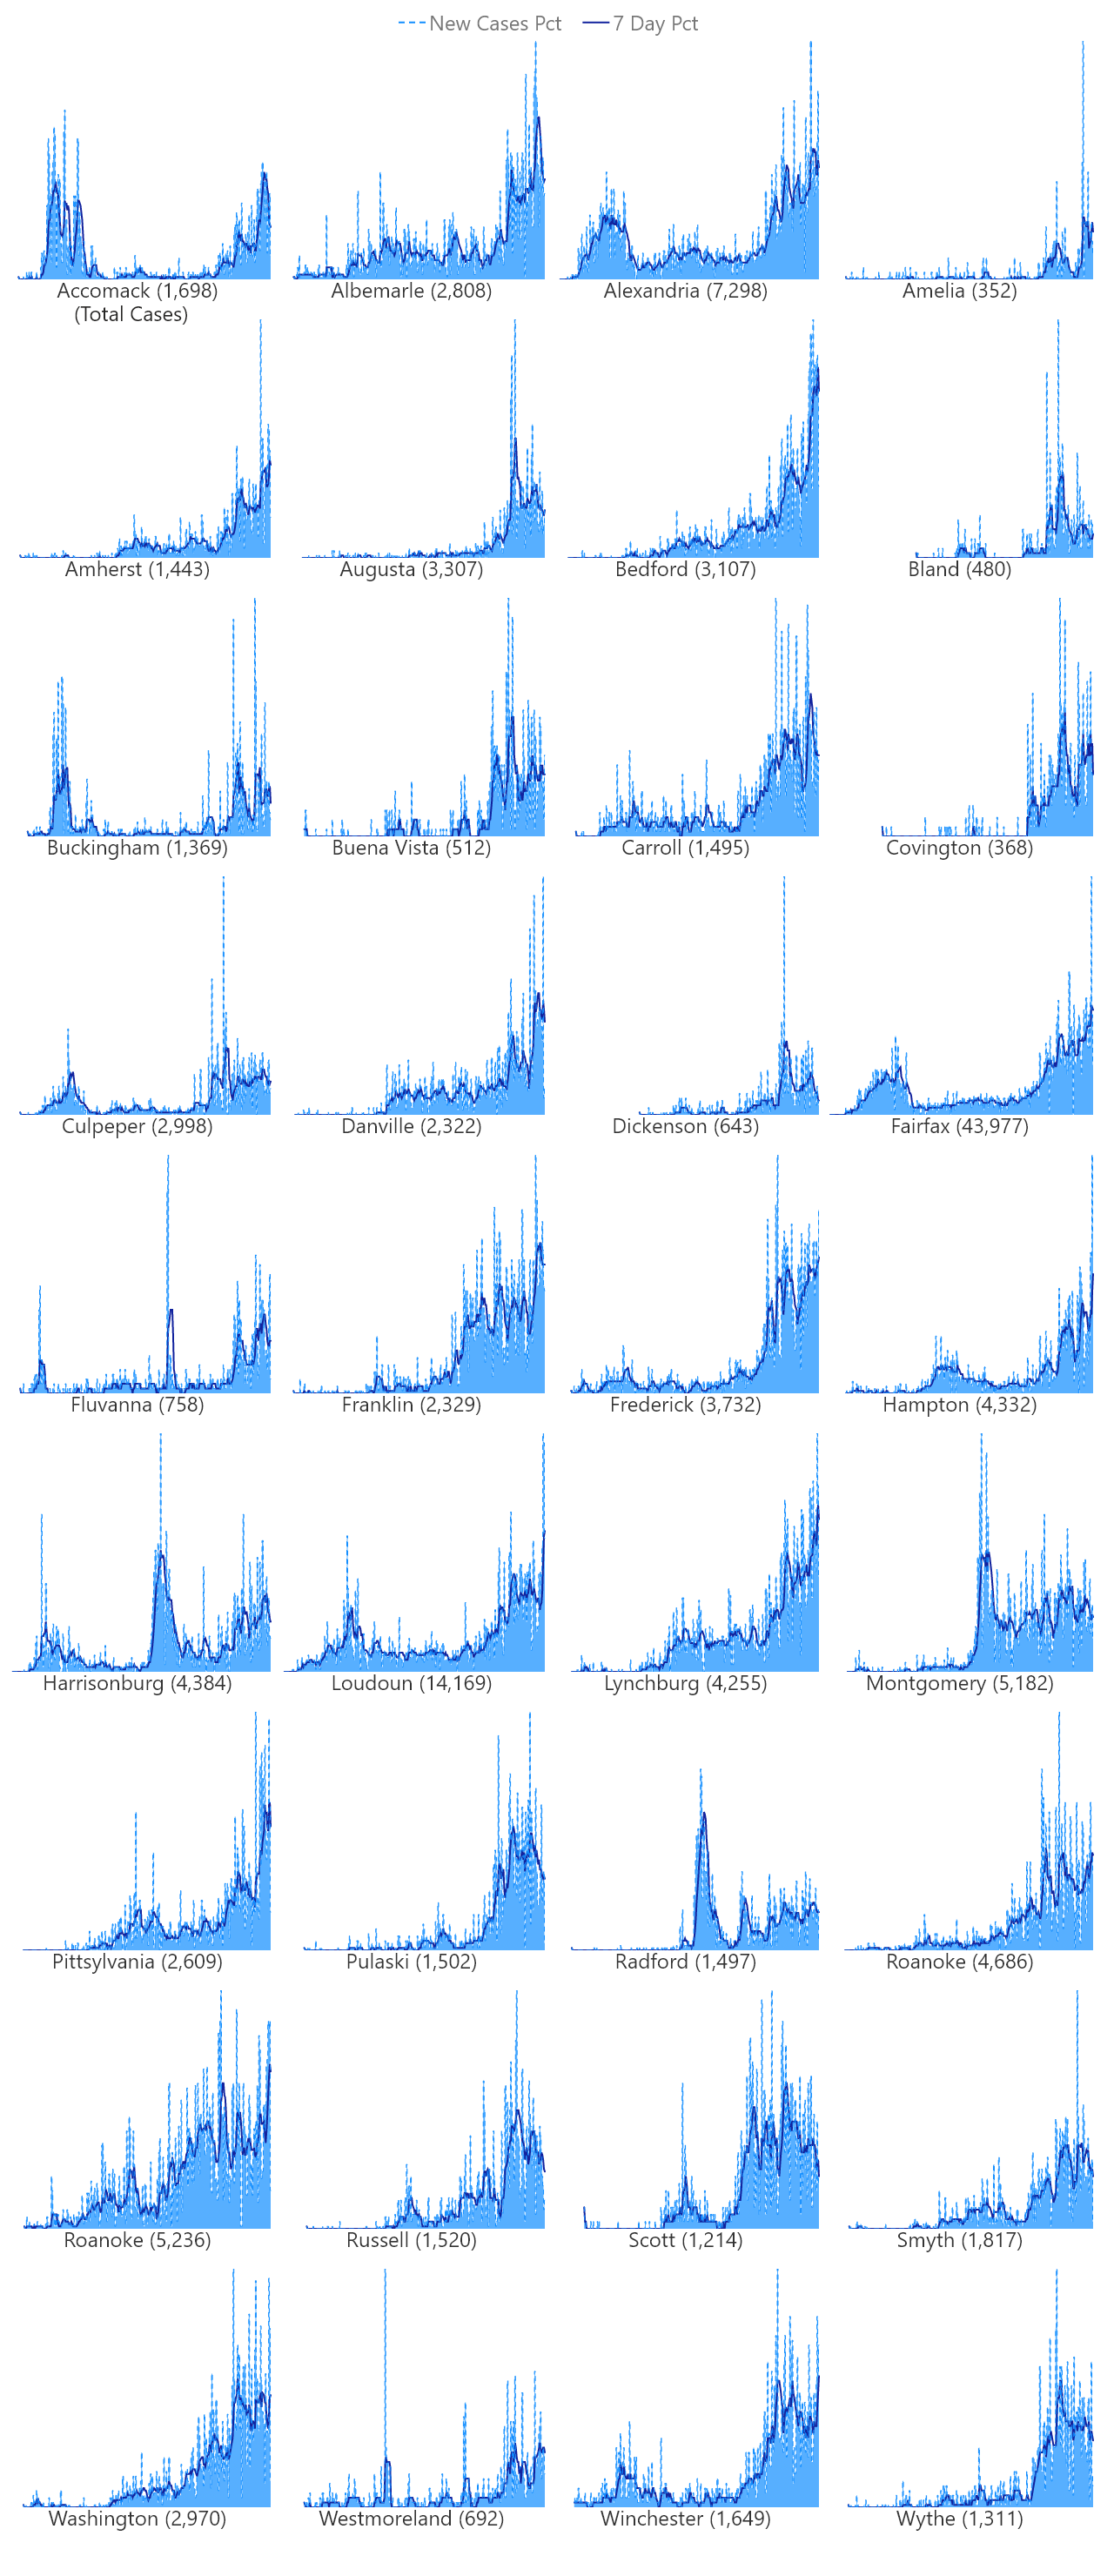 New Cases Pct 7 Day Pct
Accomack (1,698) Albemarle (2,808) Alexandria (7,298) Amelia (352)
(Total Cases)
Amherst (1,443) Augusta (3,307) Bedford (3,107) Bland (480)
Buckingham (1,369) Buena Vista (512) Carroll (1,495) Covington (368)
Culpeper (2,998) Danville (2,322) Dickenson (643) Fairfax (43,977)
Fluvanna (758) Franklin (2,329) Frederick (3,732) Hampton (4,332)
Harrisonburg (4,384) Loudoun (14,169) Lynchburg (4,255) Montgomery (5,182)
Pittsylvania (2,609) Pulaski (1,502) Radford (1,497) Roanoke (4,686)
Roanoke (5,236) Russell (1,520) Scott (1,214) Smyth (1,817)
Washington (2,970) Westmoreland (692) Winchester (1,649) Wythe (1,311)